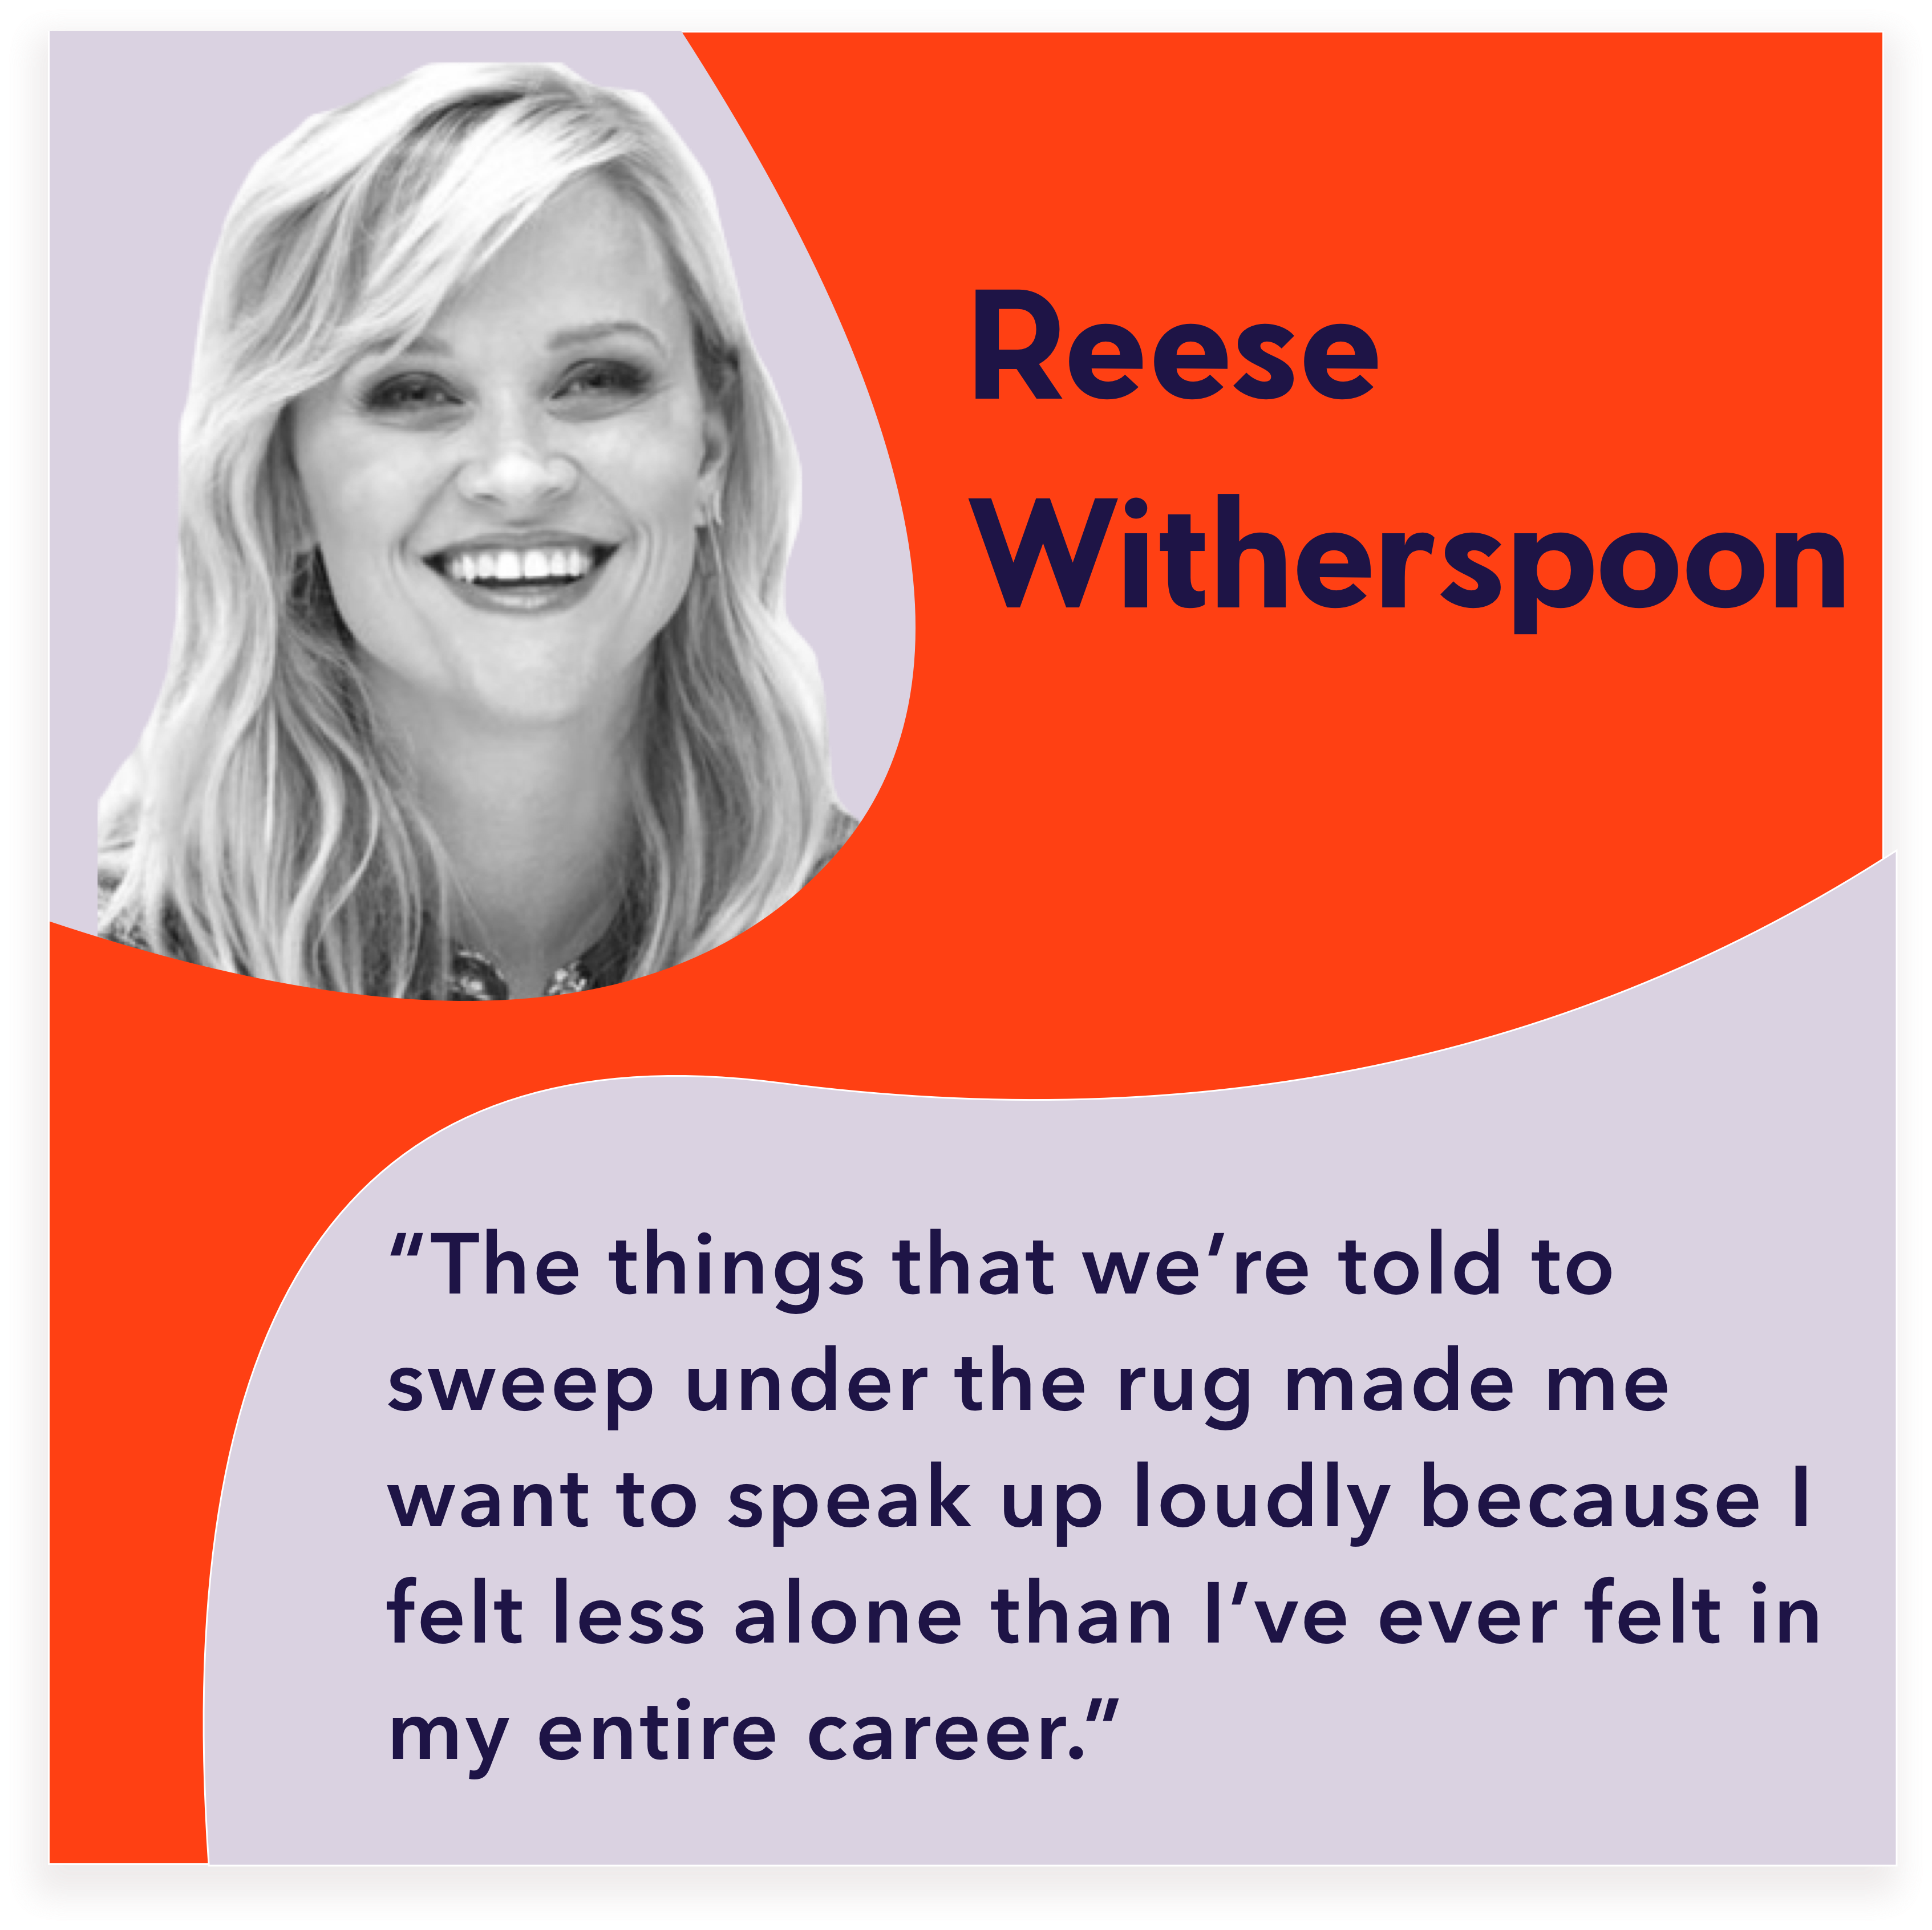 Reese
Witherspoon
“The things that we’re told to
sweep under the rug made me
want to speak up loudly because I
felt less alone than I’ve ever felt in
my entire career.”